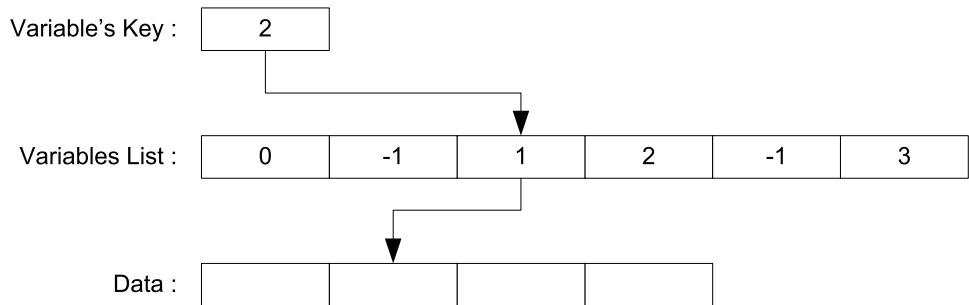 Variable’s Key : 2
Variables List : 0 -1 1 2 -1 3
Data :